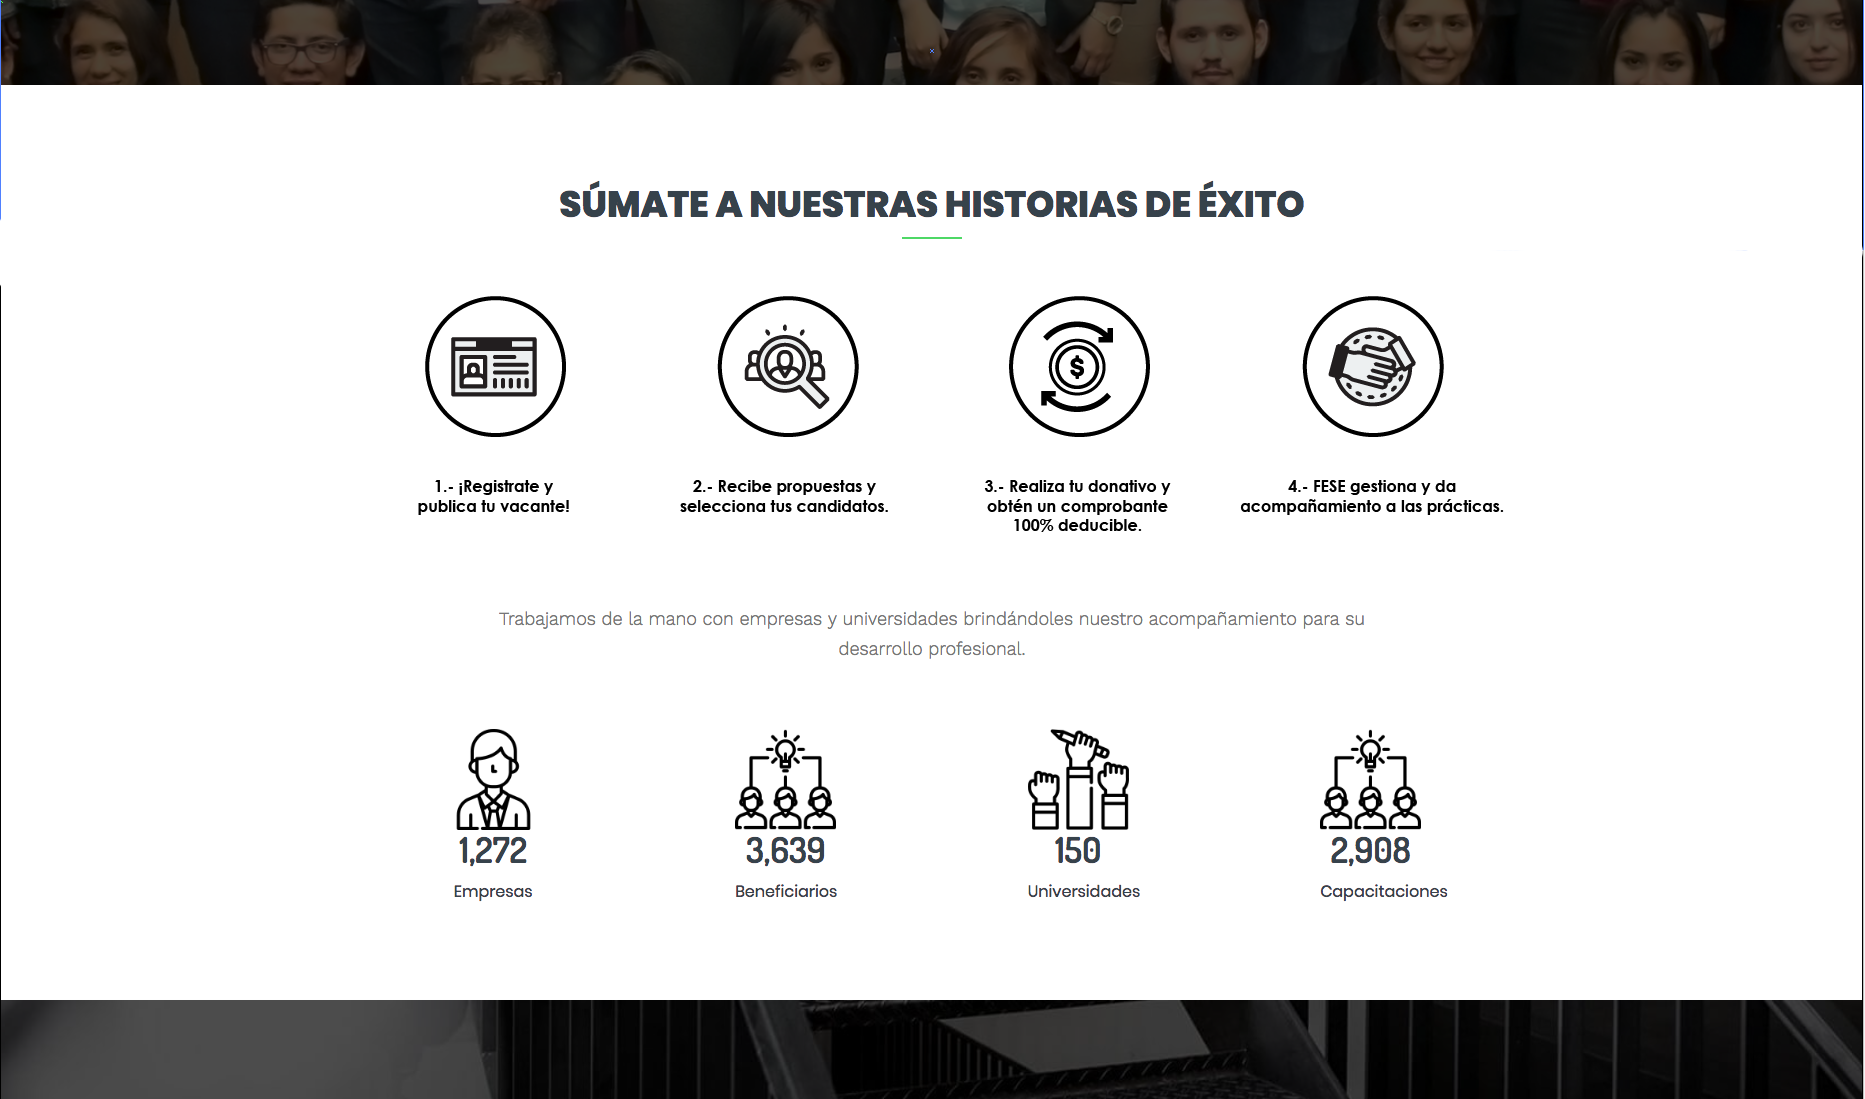 SÚMATE A NUESTRAS HISTORIAS DE ÉXITO
$
1.- ¡Registrate y
publica tu vacante!
2.- Recibe propuestas y
selecciona tus candidatos.
3.- Realiza tu donativo y
obtén un comprobante
100% deducible.
4.- FESE gestiona y da
acompañamiento a las prácticas.
Trabajamos de la mano con empresas y universidades brindándoles nuestro acompañamiento para su
desarrollo profesional.
1,272
Empresas
3,639
Beneficiarios
150
Universidades
2,908
Capacitaciones